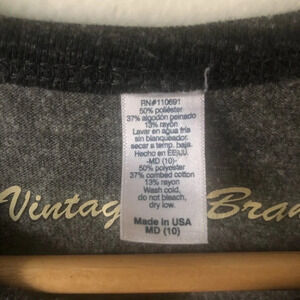 RN#110691
50% poliéster
37% algodón peinado
13% rayón
Lavar en agua fría
sin blanqueador.
secar a temp. baja.
Hecho en EEUU.
-MD (10)-
50% polyester
37% combed cotton
13% rayon
Wash cold,
do not bleach,
dry low.
Made in USA
MD (10)
Vintag Bran